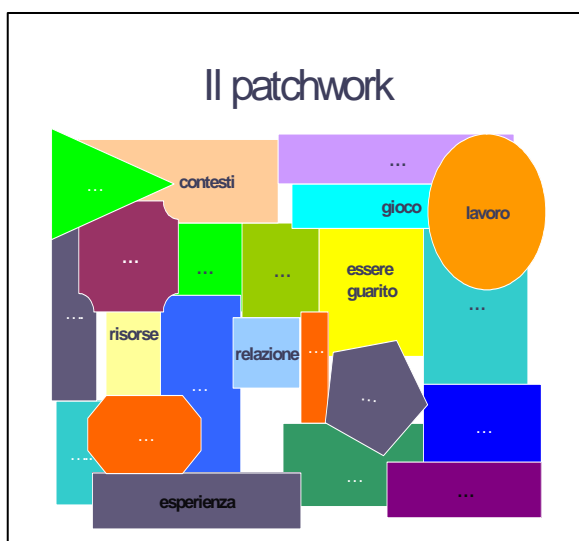 Il patchwork
...
contesti
...
gioco
lavoro
...
...
...
essere
guarito
...
...
risorse
relazione
...
...
...
...
...
...
...
esperienza
...